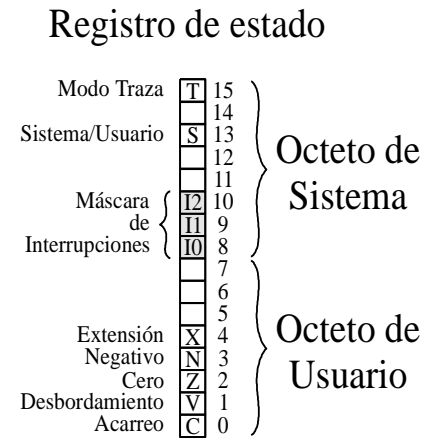 Registro de estado
Modo Traza T 15
14
Sistema/Usuario S 13
12
11
Octeto de
Sistema
Máscara I2 10
de I1 9
Interrupciones I0 8
7
6
5
Extensión X 4
Negativo N 3
Cero Z 2
Desbordamiento V 1
Acarreo C 0
Octeto de
Usuario